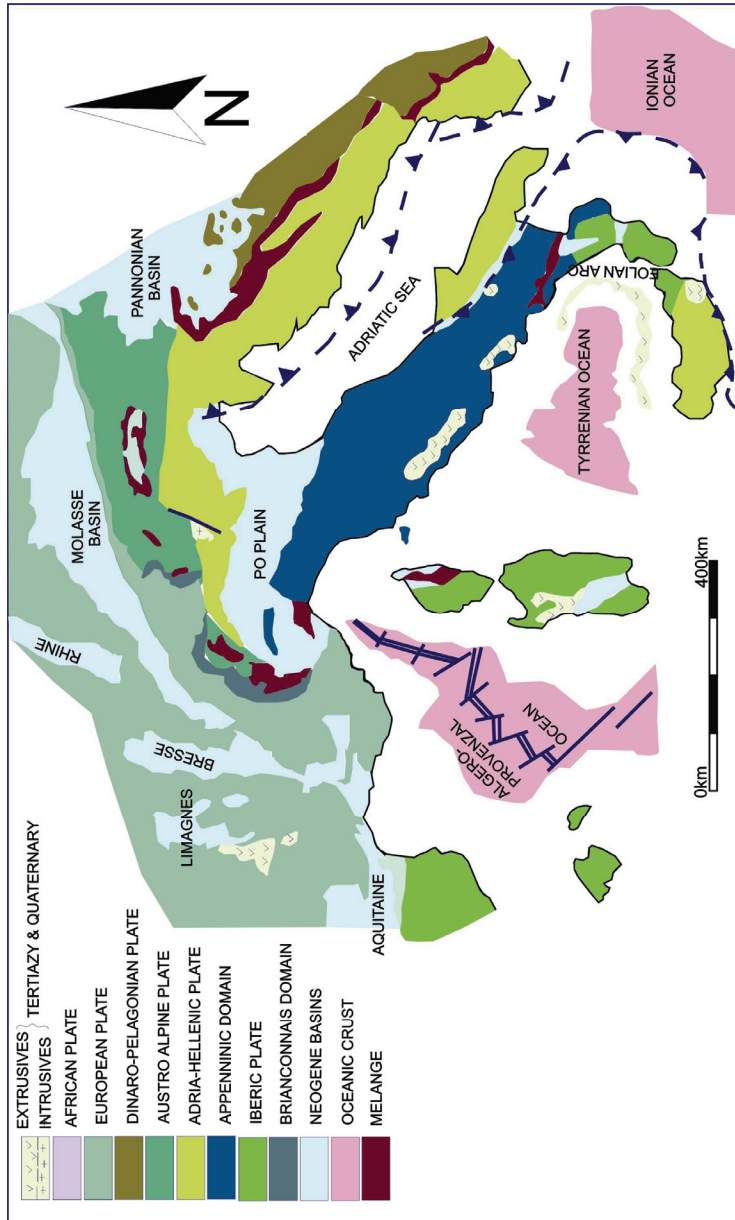 EXTRUSIVES
INTRUSIVES
TERTIAZY & QUATERNARY
AFRICAN PLATE
EUROPEAN PLATE
DINARO-PELAGONIAN PLATE
AUSTRO ALPINE PLATE
ADRIA-HELLENIC PLATE
APPENNINIC DOMAIN
IBERIC PLATE
BRIANCONNAIS DOMAIN
NEOGENE BASINS
OCEANIC CRUST
MELANGE
N
RHINE
MOLASSE
BASIN
PANNONIAN
BASIN
BRESSE
LIMAGNES
AQUITAINE
PO PLAIN
ADRIATIC SEA
ALGERO-
PROVENZAL
OCEAN
TYRRENIAN OCEAN
EOLIAN ARC
IONIAN
OCEAN
0km
400km